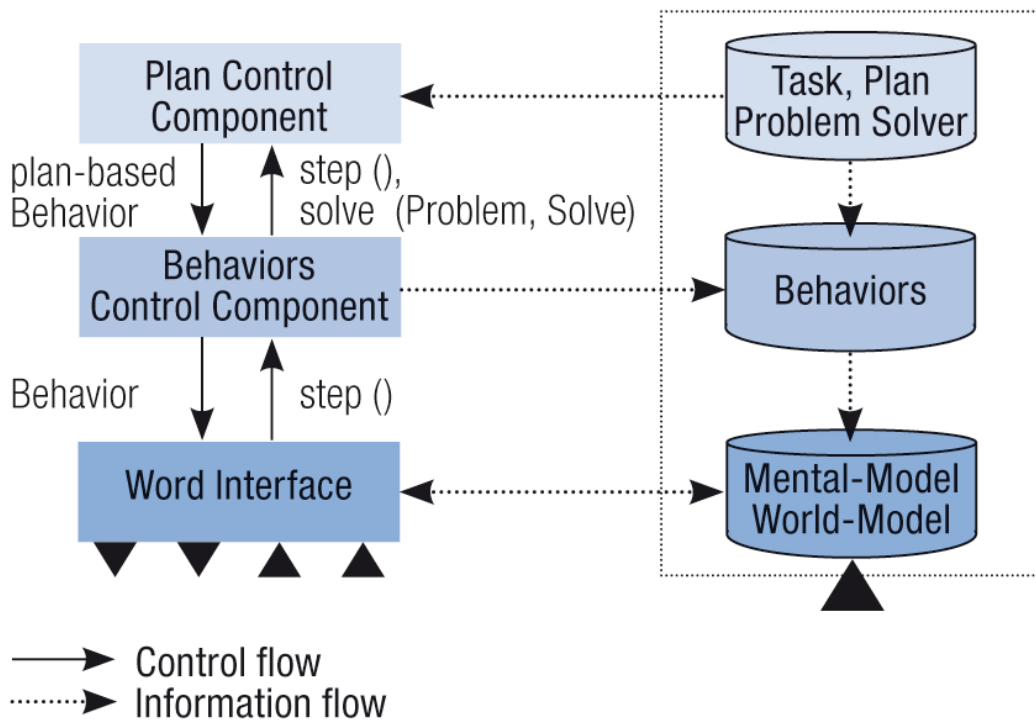 Plan Control
Component
Task, Plan
Problem Solver
plan-based
Behavior
step (),
solve (Problem, Solve)
Behaviors
Control Component
Behaviors
Behavior
step ()
Word Interface
Mental-Model
World-Model
Control flow
Information flow